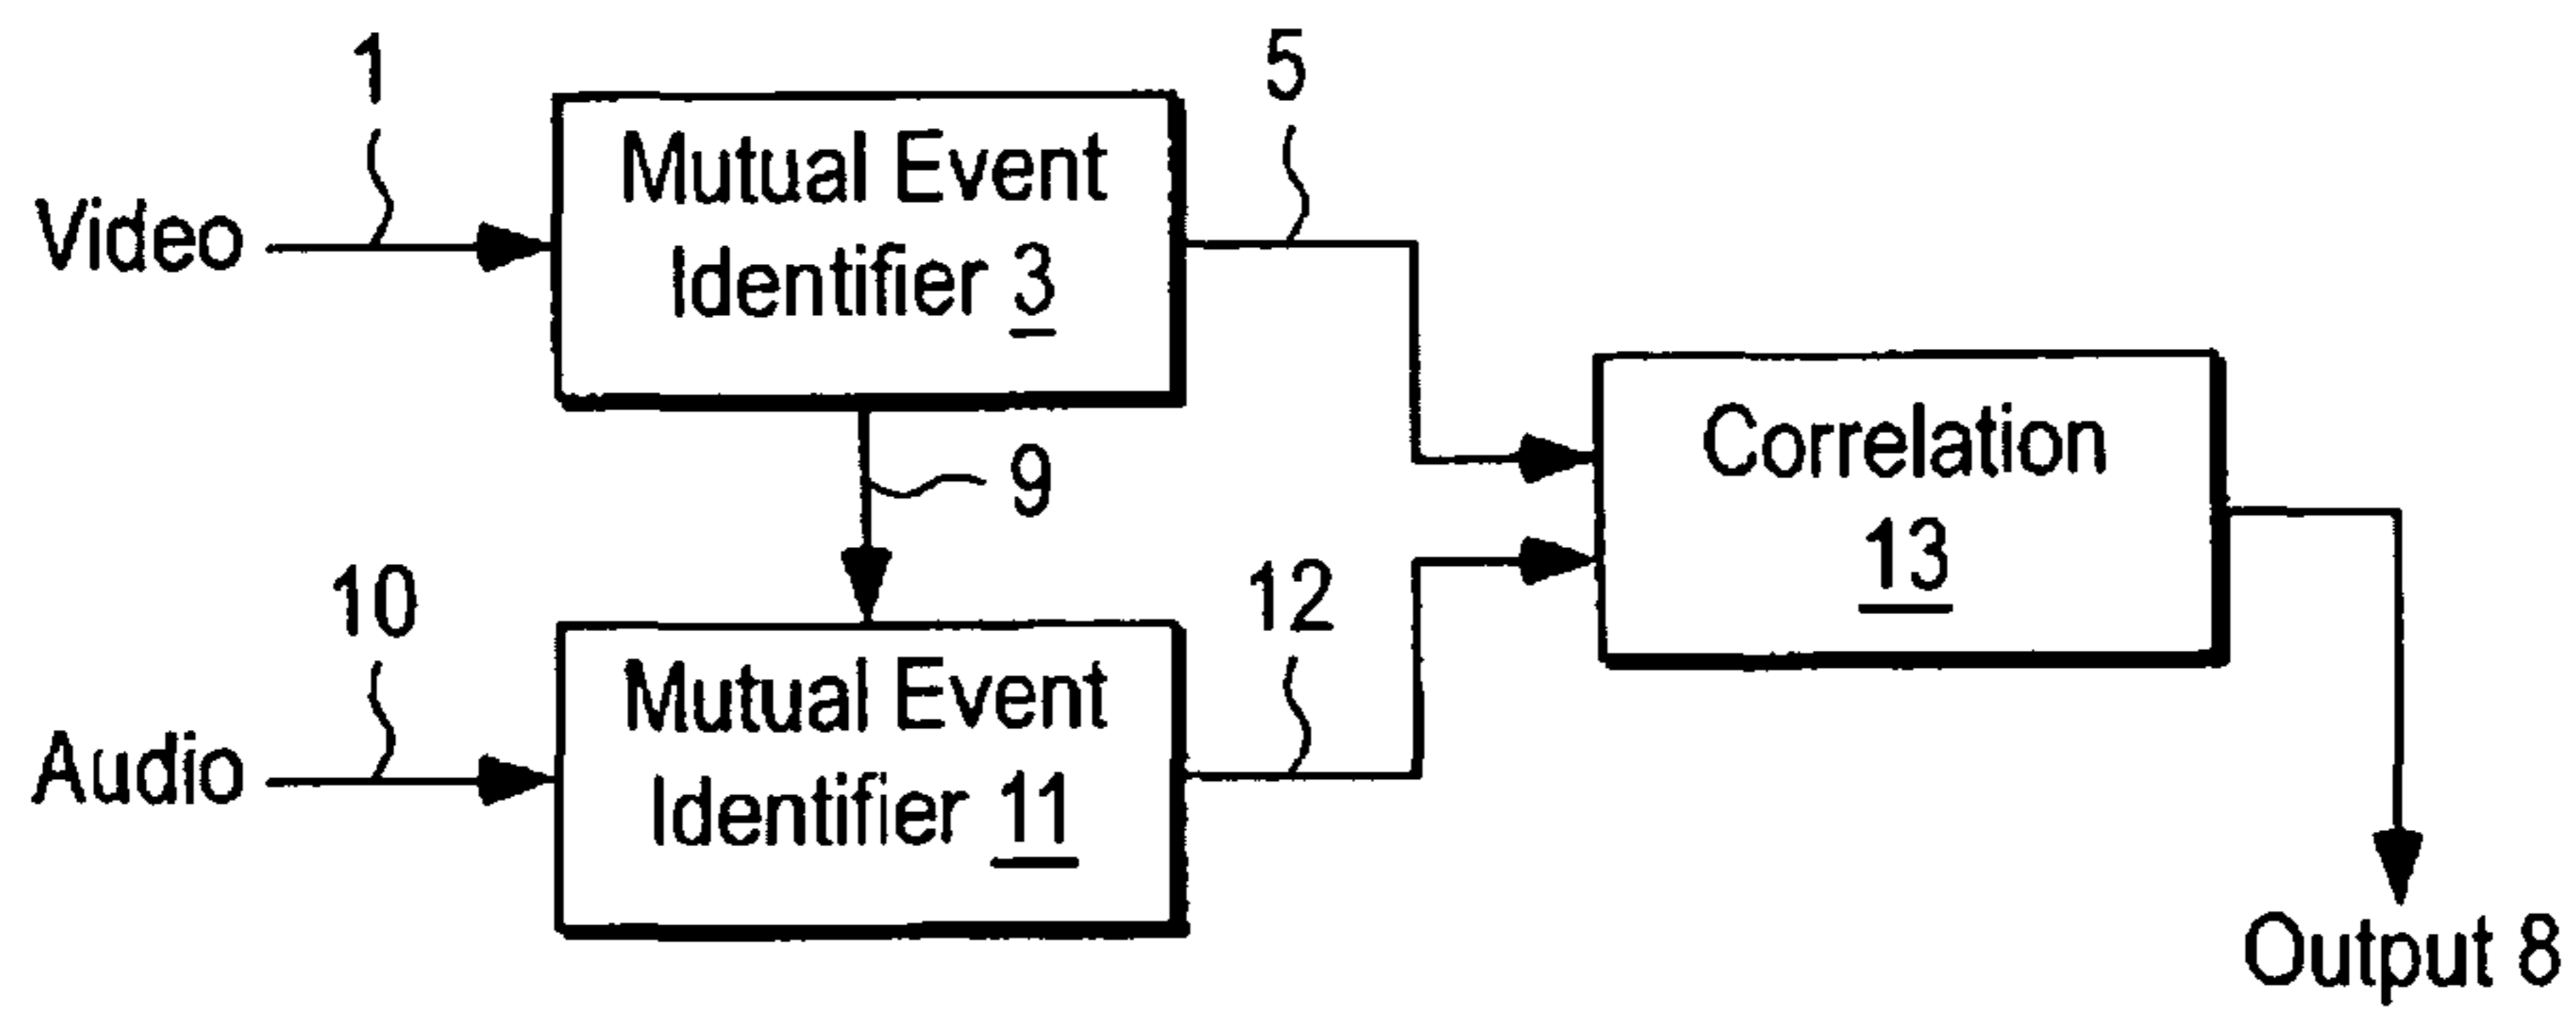 1
5
Mutual Event
Identifier 3
Video
9
Correlation
13
10
12
Mutual Event
Identifier 11
Audio
Output 8